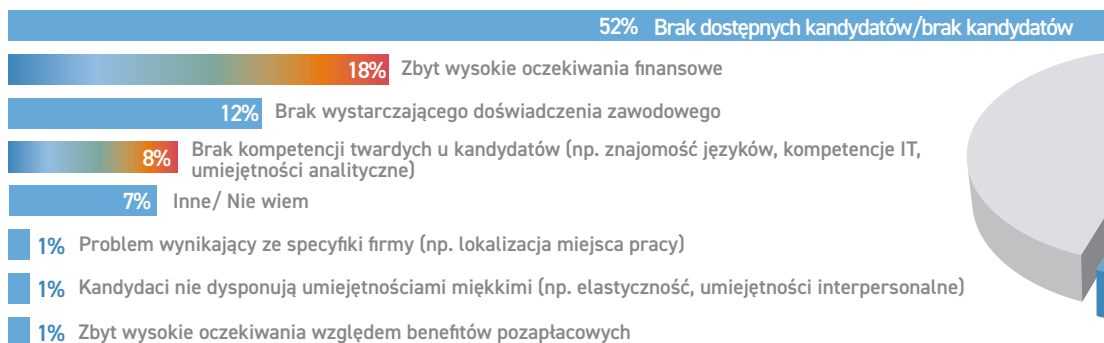 52% Brak dostępnych kandydatów/brak kandydatów
18% Zbyt wysokie oczekiwania finansowe
12% Brak wystarczającego doświadczenia zawodowego
8% Brak kompetencji twardych u kandydatów (np. znajomość języków, kompetencje IT,
umiejętności analityczne)
7% Inne/ Nie wiem
1% Problem wynikający ze specyfiki firmy (np. lokalizacja miejsca pracy)
1% Kandydaci nie dysponują umiejętnościami miękkimi (np. elastyczność, umiejętności interpersonalne)
1% Zbyt wysokie oczekiwania względem benefitów pozapłacowych